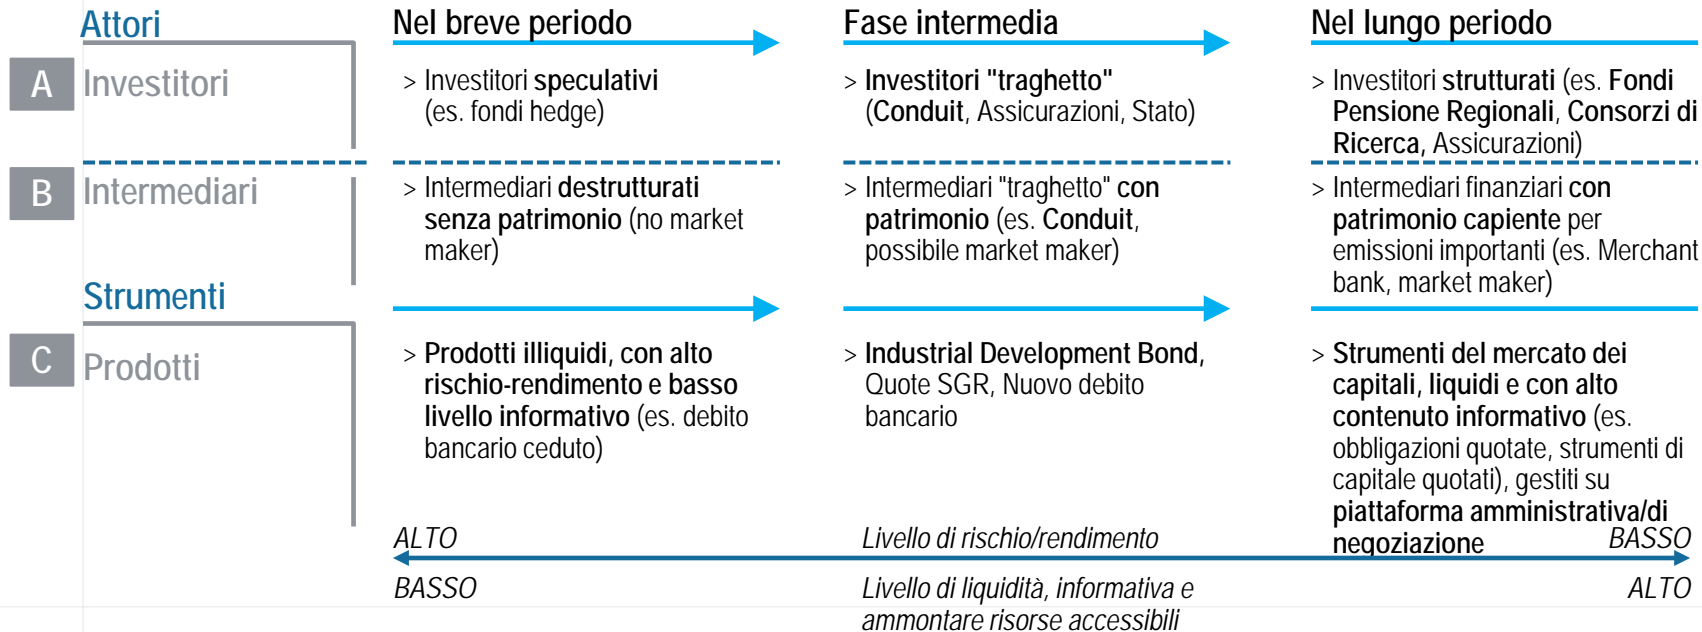 Attori
Nel breve periodo
Fase intermedia
Nel lungo periodo
A
Investitori
> Investitori speculativi
(es. fondi hedge)
> Investitori "traghetto"
(Conduit, Assicurazioni, Stato)
> Investitori strutturati (es. Fondi
Pensione Regionali, Consorzi di
Ricerca, Assicurazioni)
B
Intermediari
> Intermediari destrutturati
senza patrimonio (no market
maker)
> Intermediari "traghetto" con
patrimonio (es. Conduit,
possibile market maker)
> Intermediari finanziari con
patrimonio capiente per
emissioni importanti (es. Merchant
bank, market maker)
Strumenti
C
Prodotti
> Prodotti illiquidi, con alto
rischio-rendimento e basso
livello informativo (es. debito
bancario ceduto)
> Industrial Development Bond,
Quote SGR, Nuovo debito
bancario
> Strumenti del mercato dei
capitali, liquidi e con alto
contenuto informativo (es.
obbligazioni quotate, strumenti di
capitale quotati), gestiti su
piattaforma amministrativa/di
negoziazione
ALTO
Livello di rischio/rendimento
BASSO
BASSO
Livello di liquidità, informativa e
ammontare risorse accessibili
ALTO